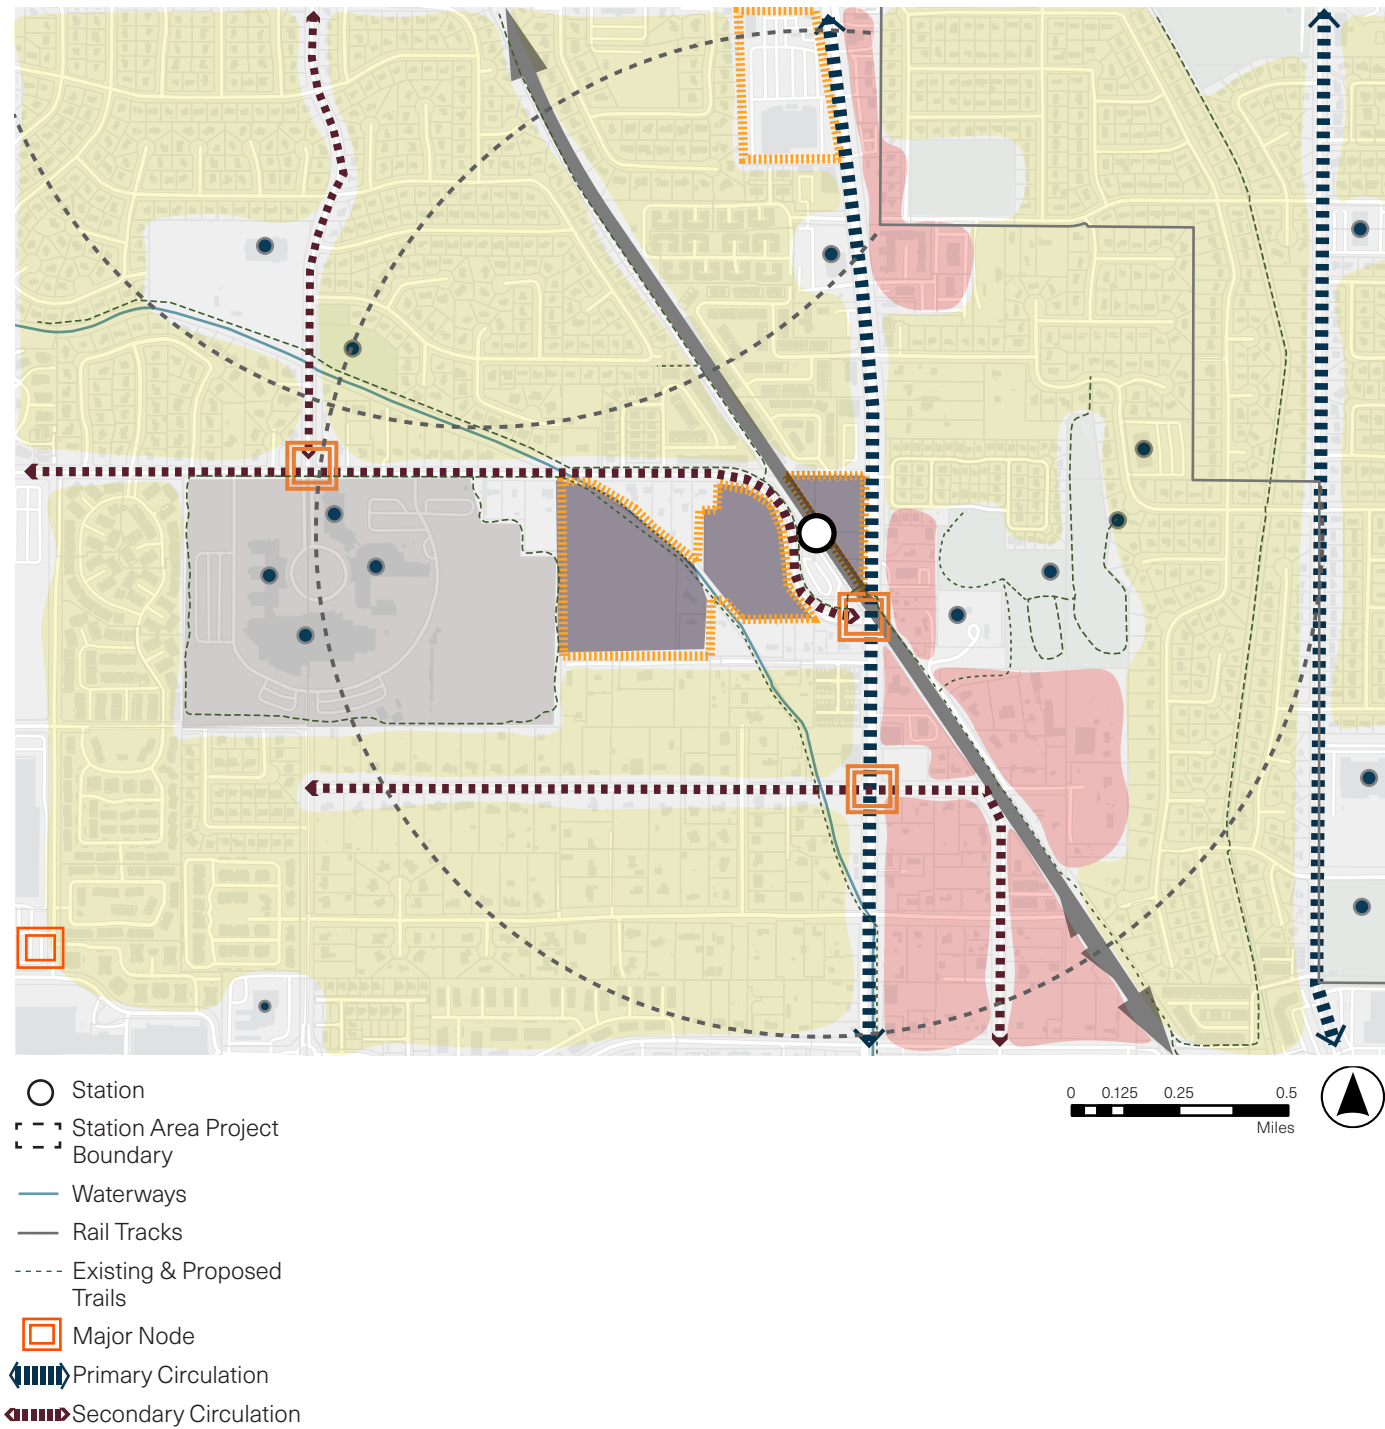 Station
Station Area Project
Boundary
Waterways
Rail Tracks
Existing & Proposed
Trails
Major Node
Primary Circulation
Secondary Circulation
0 0.125 0.25 0.5
Miles